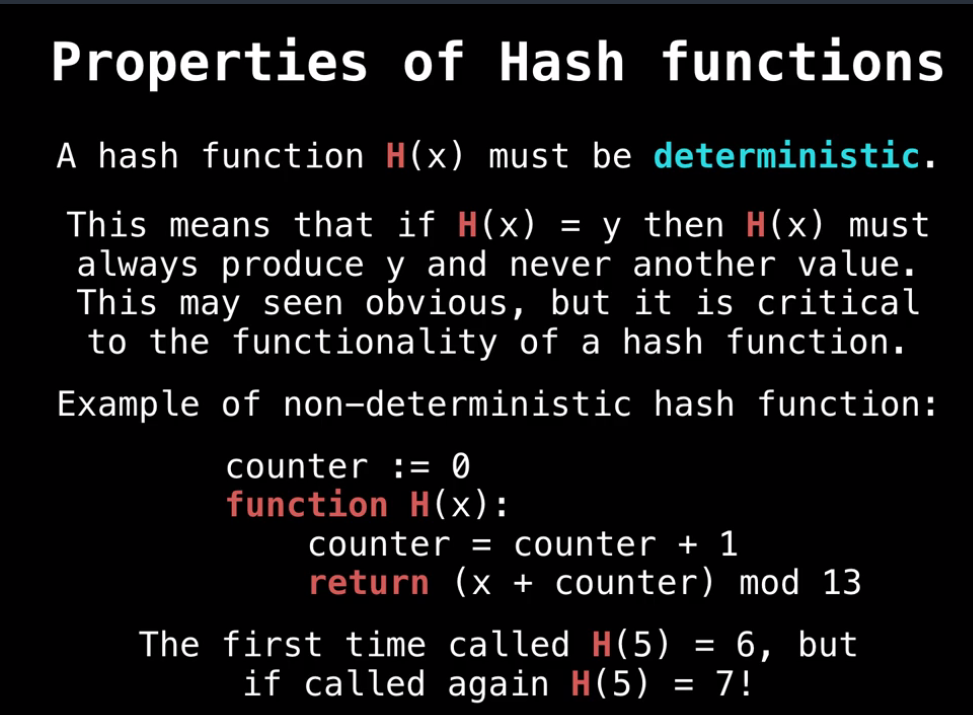 Properties of Hash functions
A hash function H(x) must be deterministic.
This means that if H(x) = y then H(x) must
always produce y and never another value.
This may seen obvious, but it is critical
to the functionality of a hash function.
Example of non-deterministic hash function:
counter := 0
function H(x):
counter = counter + 1
return (x + counter) mod 13
The first time called H(5) = 6, but
if called again H(5) = 7!